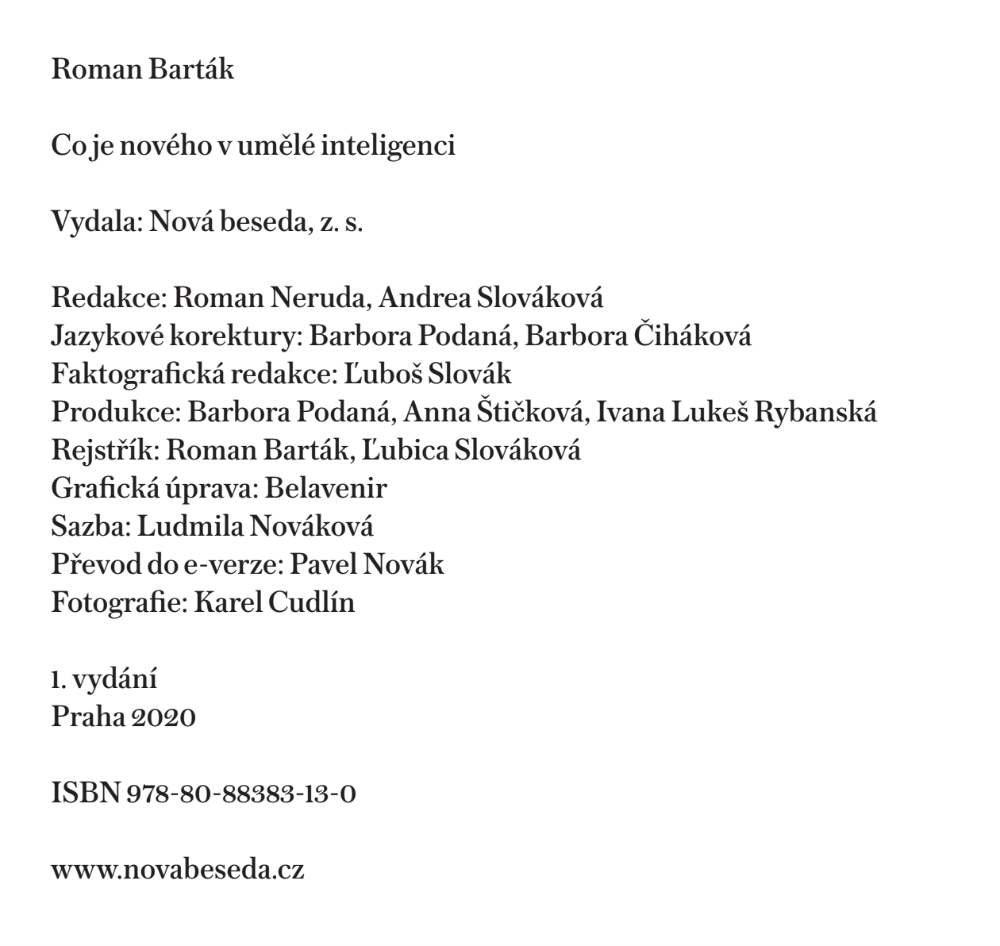 Roman Barták
Co je nového v umělé inteligenci
Vydala: Nová beseda, z. s.
Redakce: Roman Neruda, Andrea Slováková
Jazykové korektury: Barbora Podaná, Barbora Čiháková
Faktografická redakce: Ľuboš Slovák
Produkce: Barbora Podaná, Anna Štičková, Ivana Lukeš Rybanská
Rejstřík: Roman Barták, Ľubica Slováková
Grafická úprava: Belavenir
Sazba: Ludmila Nováková
Převod do e-verze: Pavel Novák
Fotografie: Karel Cudlín
1. vydání
Praha 2020
ISBN 978-80-88383-13-0
www.novabeseda.cz